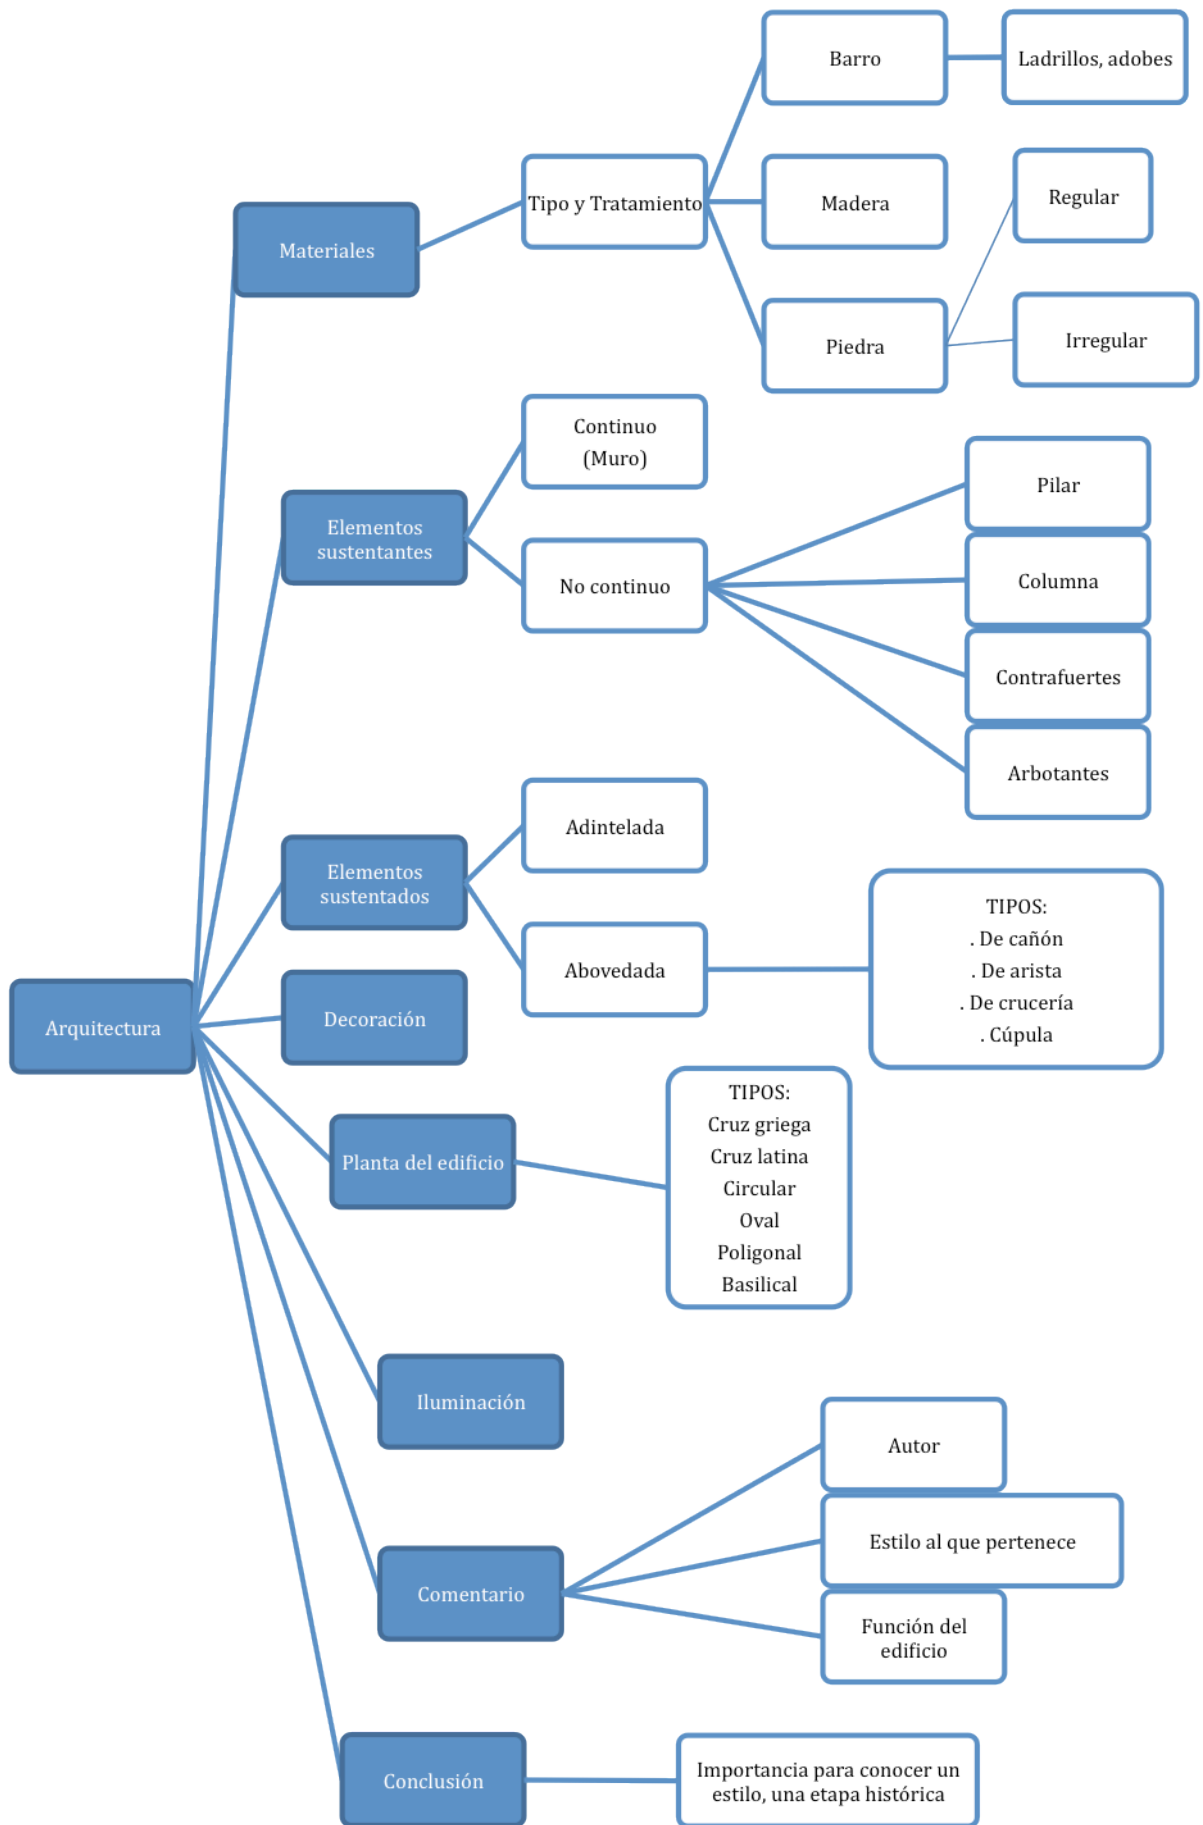 Barro
Ladrillos, adobes
Tipo y Tratamiento
Madera
Regular
Materiales
Piedra
Irregular
Continuo
(Muro)
Elementos
sustentantes
No continuo
Pilar
Columna
Contrafuertes
Arbotantes
Adintelada
Elementos
sustentados
Abovedada
TIPOS:
. De cañón
. De arista
. De crucería
. Cúpula
Arquitectura
Decoración
Planta del edificio
TIPOS:
Cruz griega
Cruz latina
Circular
Oval
Poligonal
Basilical
Iluminación
Comentario
Autor
Estilo al que pertenece
Función del
edificio
Conclusión
Importancia para conocer un
estilo, una etapa histórica